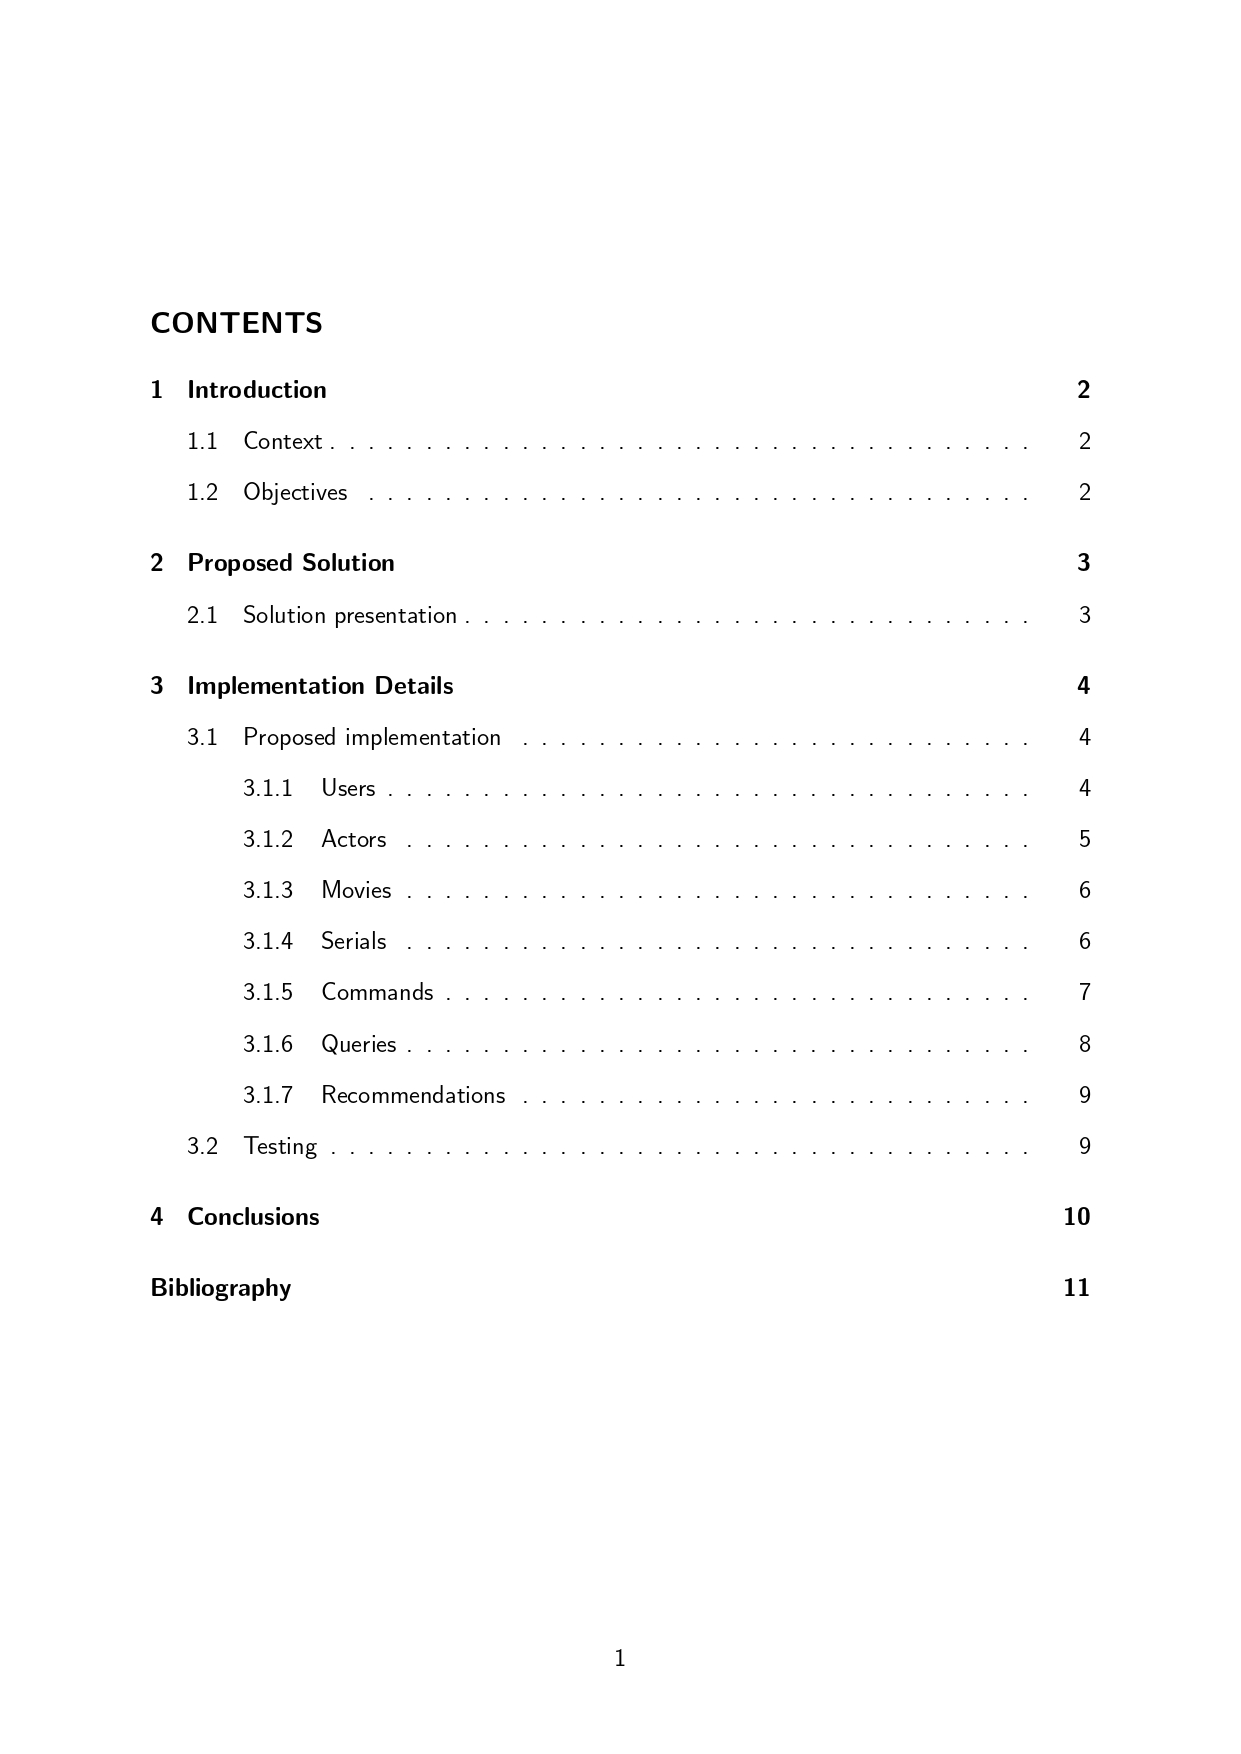 CONTENTS
1 Introduction 2
1.1 Context . . . . . . . . . . . . . . . . . . . . . . . . . . . . . . . . . . . . . 2
1.2 Objectives . . . . . . . . . . . . . . . . . . . . . . . . . . . . . . . . . . . 2
2 Proposed Solution 3
2.1 Solution presentation . . . . . . . . . . . . . . . . . . . . . . . . . . . . . . 3
3 Implementation Details 4
3.1 Proposed implementation . . . . . . . . . . . . . . . . . . . . . . . . . . . 4
3.1.1 Users . . . . . . . . . . . . . . . . . . . . . . . . . . . . . . . . . . 4
3.1.2 Actors . . . . . . . . . . . . . . . . . . . . . . . . . . . . . . . . . 5
3.1.3 Movies . . . . . . . . . . . . . . . . . . . . . . . . . . . . . . . . . 6
3.1.4 Serials . . . . . . . . . . . . . . . . . . . . . . . . . . . . . . . . . 6
3.1.5 Commands . . . . . . . . . . . . . . . . . . . . . . . . . . . . . . . 7
3.1.6 Queries . . . . . . . . . . . . . . . . . . . . . . . . . . . . . . . . . 8
3.1.7 Recommendations . . . . . . . . . . . . . . . . . . . . . . . . . . . 9
3.2 Testing . . . . . . . . . . . . . . . . . . . . . . . . . . . . . . . . . . . . . 9
4 Conclusions 10
Bibliography 11
1